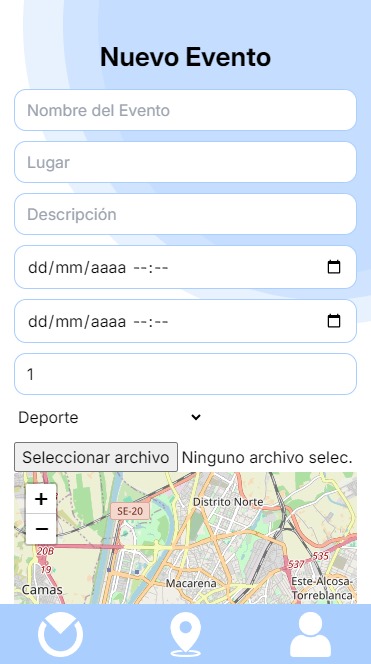 Nuevo Evento
Nombre del Evento
Lugar
Descripción
dd/mm/aaaa --:--
dd/mm/aaaa --:--
1
Deporte
Seleccionar archivo Ninguno archivo selec.
+
−
Distrito Norte
SE-20
20B
19
535
537
Macarena
Este-Alcosa-
Torreblanca
Camas